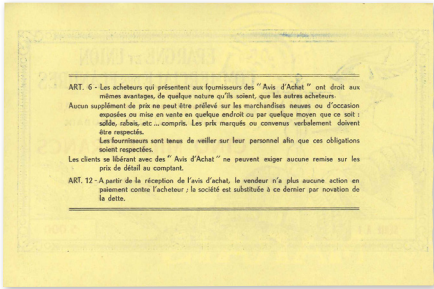 ART. 6 - Les acheteurs qui présentent aux fournisseurs des "Avis d'Achat" ont droit aux
mêmes avantages, de quelque nature qu'ils soient, que les autres acheteurs.
Aucun supplément de prix ne peut être prélevé sur les marchandises neuves ou d'occasion
exposées ou mise en vente en quelque endroit ou par quelque moyen que ce soit :
solde, rabais, etc ... compris. Les prix marqués ou convenus verbalement doivent
être respectés.
Les fournisseurs sont tenus de veiller sur leur personnel afin que ces obligations
soient respectées.
Les clients se libérant avec des "Avis d'Achat" ne peuvent exiger aucune remise sur les
prix de détail au comptant.
ART. 12 - A partir de la réception de l'avis d'achat, le vendeur n'a plus aucune action en
paiement contre l'acheteur ; la société est substituée à ce dernier par novation de
la dette.